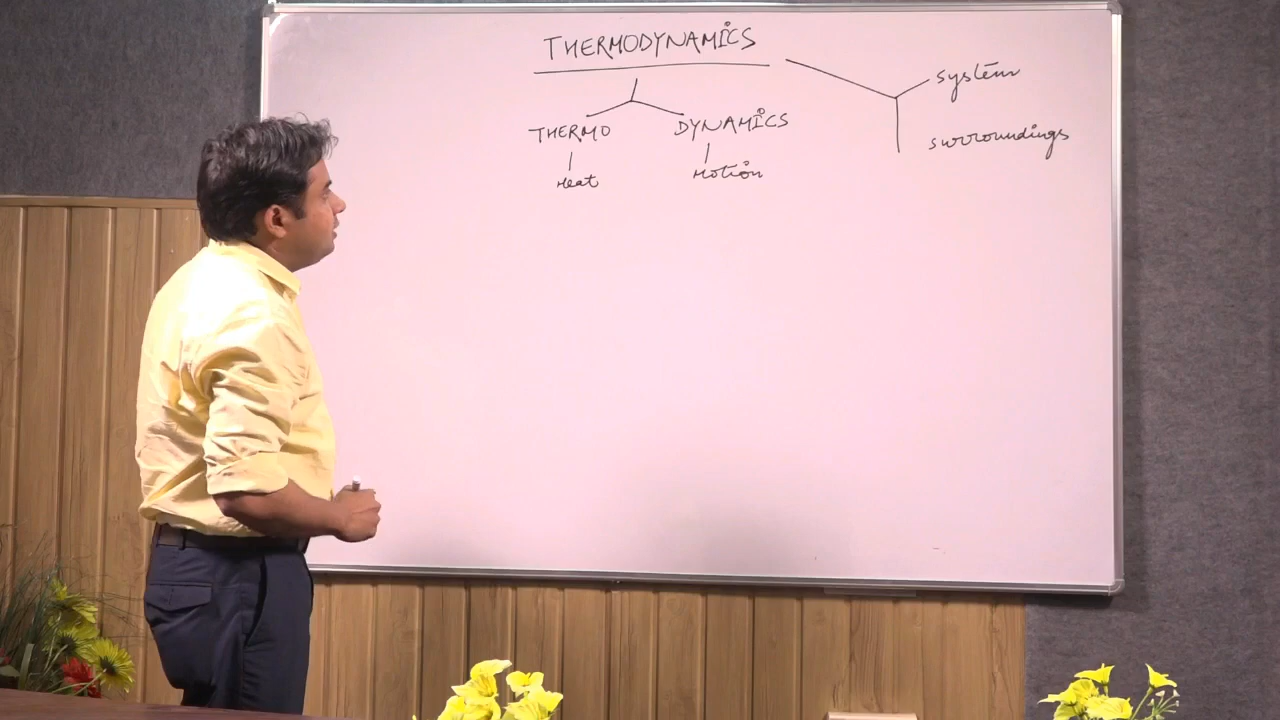 THERMODYNAMICS
system
THERMO DYNAMICS
surroundings
Heat Motion